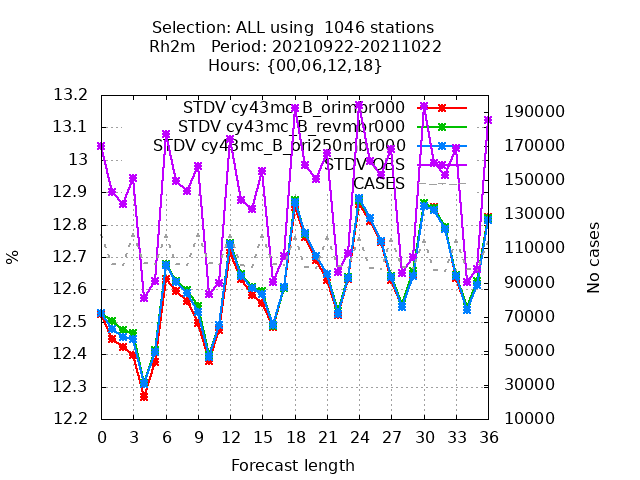 Selection: ALL using  1046 stations
Rh2m   Period: 20210922-20211022
Hours: {00,06,12,18}
STDV cy43mc_B_orimbr000
STDV cy43mc_B_revmbr000
STDV cy43mc_B_ori250mbr000
STDV OBS
CASES
%
13.2
13.1
13
12.9
12.8
12.7
12.6
12.5
12.4
12.3
12.2
190000
170000
150000
130000
110000
90000
70000
50000
30000
10000
No cases
0 3 6 9 12 15 18 21 24 27 30 33 36
Forecast length